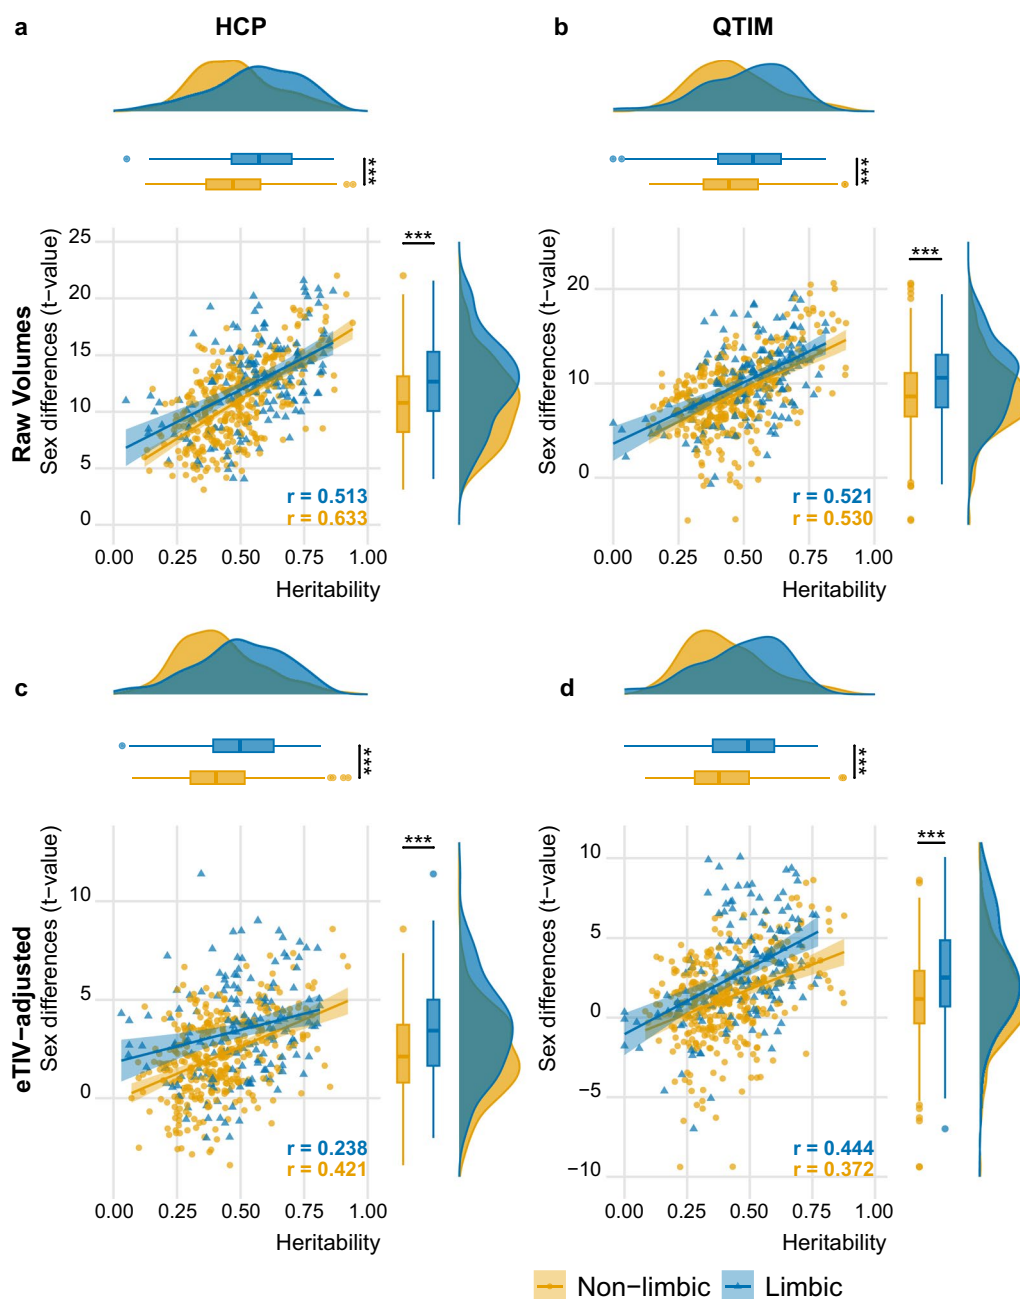 a
HCP
b
QTIM
***
***
Raw Volumes
Sex differences (t−value)
25
20
15
10
5
0
***
r = 0.513
r = 0.633
0.00 0.25 0.50 0.75 1.00
Heritability
Sex differences (t−value)
20
10
0
***
r = 0.521
r = 0.530
0.00 0.25 0.50 0.75 1.00
Heritability
c
d
***
***
eTIV−adjusted
Sex differences (t−value)
10
5
0
***
r = 0.238
r = 0.421
0.00 0.25 0.50 0.75 1.00
Heritability
Sex differences (t−value)
10
5
0
−5
−10
***
r = 0.444
r = 0.372
0.00 0.25 0.50 0.75 1.00
Heritability
Non−limbic Limbic